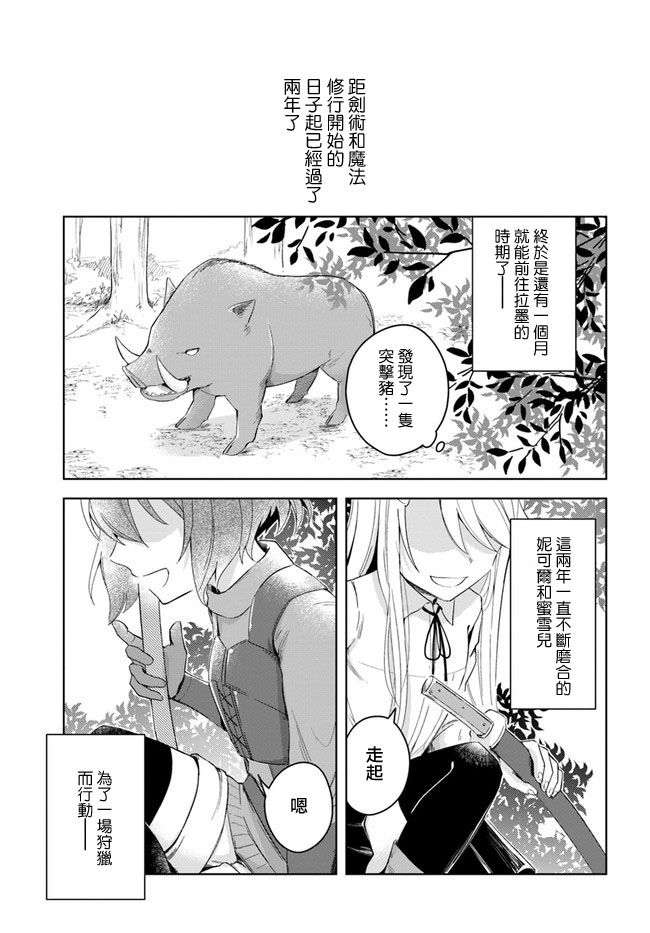 距劍術和魔法
修行開始的
日子起已經過了
兩年了
終於是還有一個月
就能前往拉墨的
時期了——
發現了一隻
突擊豬……
這兩年一直不斷磨合的
妮可爾和蜜雪兒
走起
嗯
為了一場狩獵
而行動——